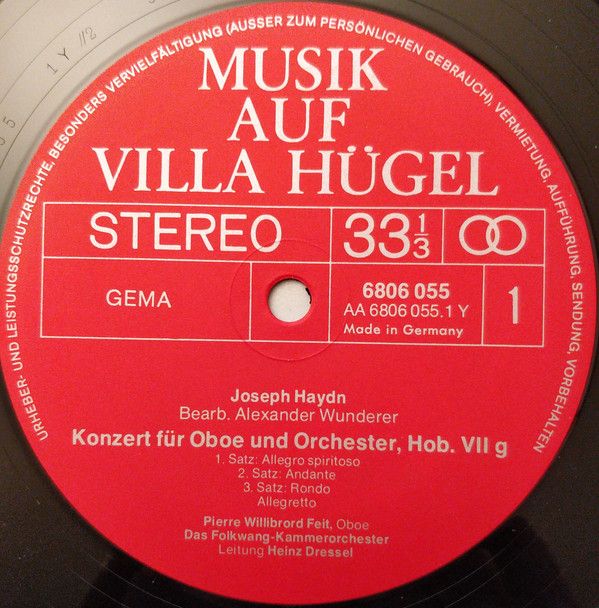 URHEBER- UND LEISTUNGSSCHUTZRECHTE, BESONDERS VERVIELFÄLTIGUNG (AUSSER ZUM PERSÖNLICHEN GEBRAUCH), VERMIETUNG, AUFFÜHRUNG, SENDUNG, VORBEHALTEN
MUSIK
AUF
VILLA HÜGEL
STEREO
33⅓
GEMA
6806 055
AA 6806 055.1 Y
Made in Germany
1
Joseph Haydn
Bearb. Alexander Wunderer
Konzert für Oboe und Orchester, Hob. VII g
1. Satz: Allegro spiritoso
2. Satz: Andante
3. Satz: Rondo
Allegretto
Pierre Willibrord Feit, Oboe
Das Folkwang-Kammerorchester
Leitung Heinz Dressel